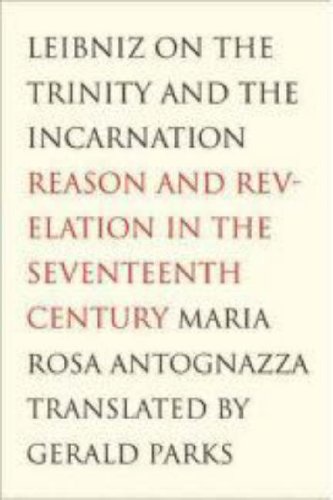 LEIBNIZ ON THE
TRINITY AND THE
INCARNATION
REASON AND REV-
ELATION IN THE
SEVENTEENTH
CENTURY MARIA
ROSA ANTOGNAZZA
TRANSLATED BY
GERALD PARKS